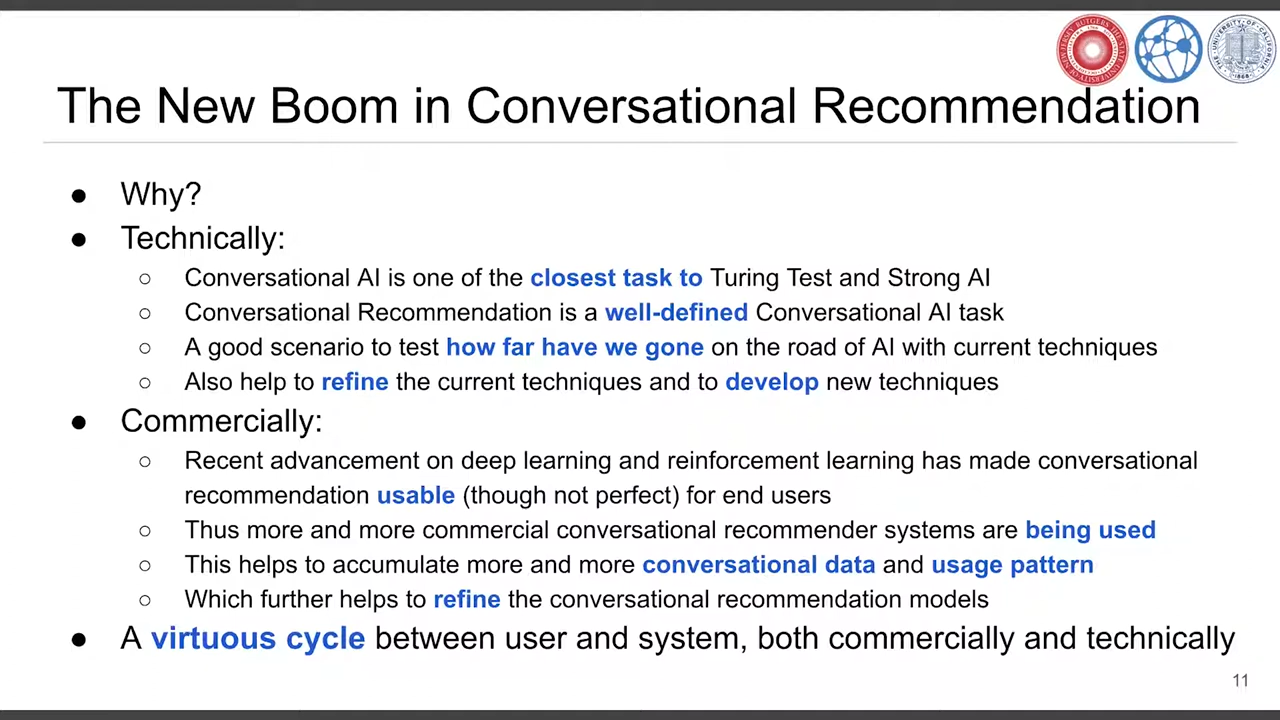 The New Boom in Conversational Recommendation
● Why?
● Technically:
○ Conversational AI is one of the closest task to Turing Test and Strong AI
○ Conversational Recommendation is a well-defined Conversational AI task
○ A good scenario to test how far have we gone on the road of AI with current techniques
○ Also help to refine the current techniques and to develop new techniques
● Commercially:
○ Recent advancement on deep learning and reinforcement learning has made conversational
recommendation usable (though not perfect) for end users
○ Thus more and more commercial conversational recommender systems are being used
○ This helps to accumulate more and more conversational data and usage pattern
○ Which further helps to refine the conversational recommendation models
● A virtuous cycle between user and system, both commercially and technically
11